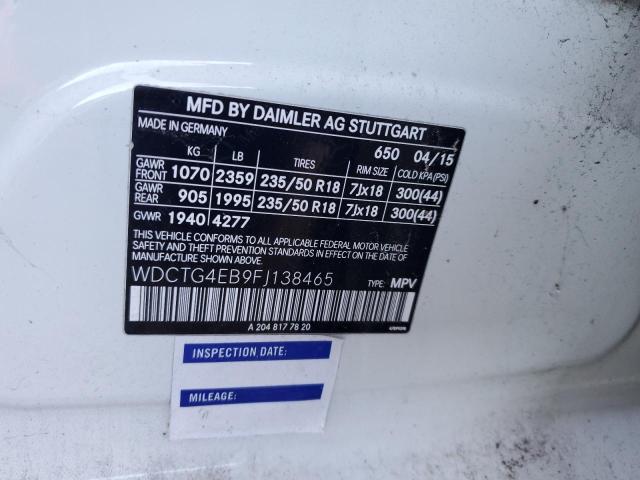 MFD BY DAIMLER AG STUTTGART
MADE IN GERMANY 650 04/15
KG LB TIRES RIM SIZE COLD KPA (PSI)
GAWR FRONT 1070 2359 235/50 R18 7Jx18 300(44)
GAWR REAR 905 1995 235/50 R18 7Jx18 300(44)
GVWR 1940 4277
THIS VEHICLE CONFORMS TO ALL APPLICABLE FEDERAL MOTOR VEHICLE
SAFETY, BUMPER, AND THEFT PREVENTION STANDARDS IN EFFECT ON THE DATE OF
MANUFACTURE SHOWN ABOVE.
WDCTG4EB9FJ138465 TYPE: MPV
A 204 817 78 20
INSPECTION DATE:
MILEAGE: